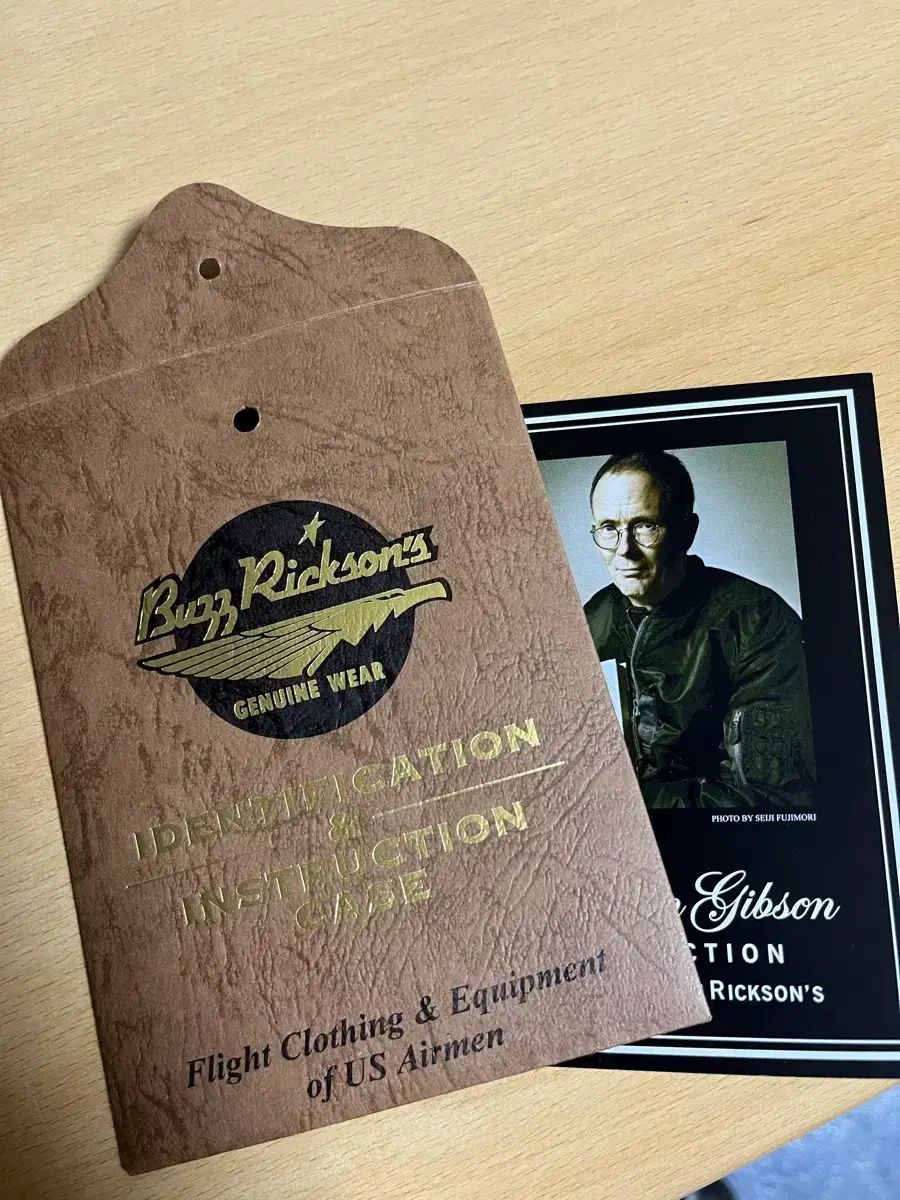 Buzz Rickson's
GENUINE WEAR
IDENTIFICATION
&
INSTRUCTION
CASE
Flight Clothing & Equipment
of US Airmen
PHOTO BY SEIJI FUJIMORI
Gibson
CTION
RICKSON'S